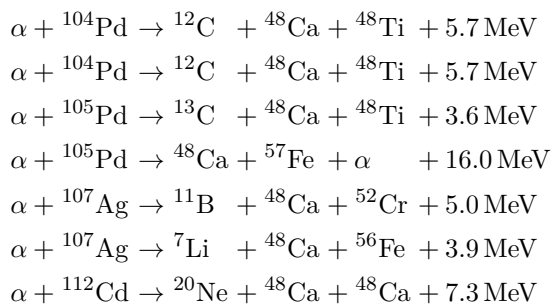 α + ¹⁰⁴Pd → ¹²C + ⁴⁸Ca + ⁴⁸Ti + 5.7 MeV
α + ¹⁰⁴Pd → ¹²C + ⁴⁸Ca + ⁴⁸Ti + 5.7 MeV
α + ¹⁰⁵Pd → ¹³C + ⁴⁸Ca + ⁴⁸Ti + 3.6 MeV
α + ¹⁰⁵Pd → ⁴⁸Ca + ⁵⁷Fe + α + 16.0 MeV
α + ¹⁰⁷Ag → ¹¹B + ⁴⁸Ca + ⁵²Cr + 5.0 MeV
α + ¹⁰⁷Ag → ⁷Li + ⁴⁸Ca + ⁵⁶Fe + 3.9 MeV
α + ¹¹²Cd → ²⁰Ne + ⁴⁸Ca + ⁴⁸Ca + 7.3 MeV